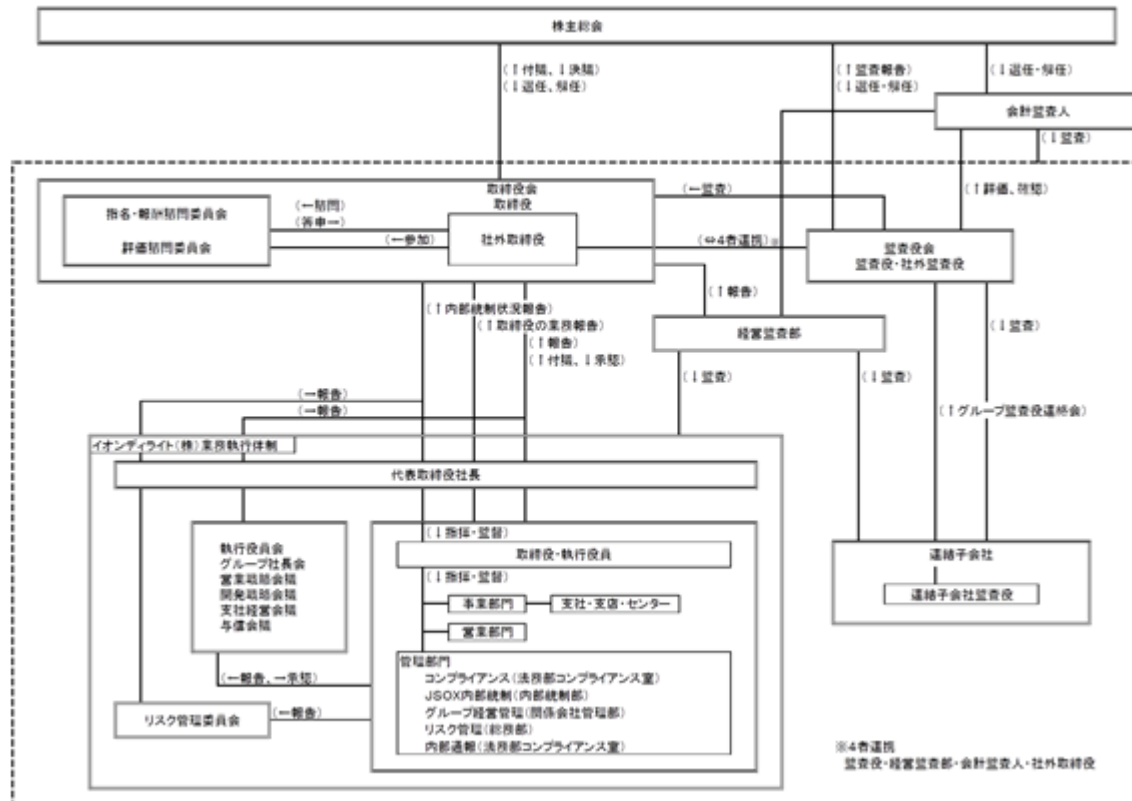 株主総会
(↑付議、↓決議)
(↓選任、解任)
(↑監査報告)
(↓選任・解任)
(↓選任・解任)
会計監査人
(↓監査)
取締役会
取締役
指名・報酬諮問委員会
評価諮問委員会
(←諮問)
(答申→)
(←参加)
社外取締役
(←監査)
(↑評価、確認)
(⇔4者連携)※
監査役会
監査役・社外監査役
(↑内部統制状況報告)
(↑取締役の業務報告)
(↑報告)
(↑付議、↓承認)
(↑報告)
経営監査部
(↓監査)
(↓監査)
(↓監査)
(↑グループ監査役連絡会)
(→報告)
(→報告)
イオンディライト(株)業務執行体制
代表取締役社長
執行役員会
グループ社長会
営業戦略会議
開発戦略会議
支社経営会議
与信会議
(↓指揮・監督)
取締役・執行役員
(↓指揮・監督)
事業部門
支社・支店・センター
営業部門
管理部門
コンプライアンス(法務部コンプライアンス室)
JSOX内部統制(内部統制部)
グループ経営管理(関係会社管理部)
リスク管理(総務部)
内部通報(法務部コンプライアンス室)
(←報告、→承認)
リスク管理委員会
(←報告)
連結子会社
連結子会社監査役
※4者連携
監査役・経営監査部・会計監査人・社外取締役